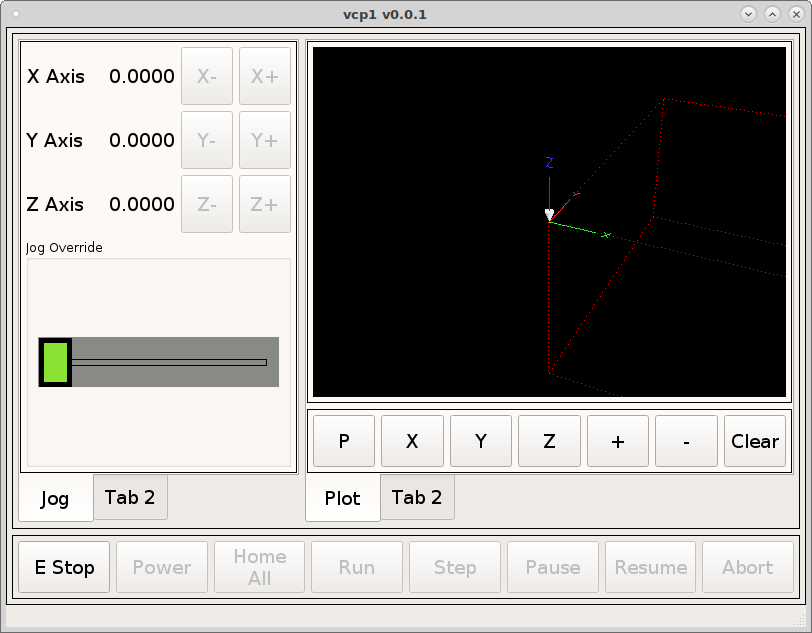 vcp1 v0.0.1
X Axis 0.0000 X- X+
Y Axis 0.0000 Y- Y+
Z Axis 0.0000 Z- Z+
Jog Override
Jog Tab 2
Z
P X Y Z + - Clear
Plot Tab 2
E Stop Power Home All Run Step Pause Resume Abort